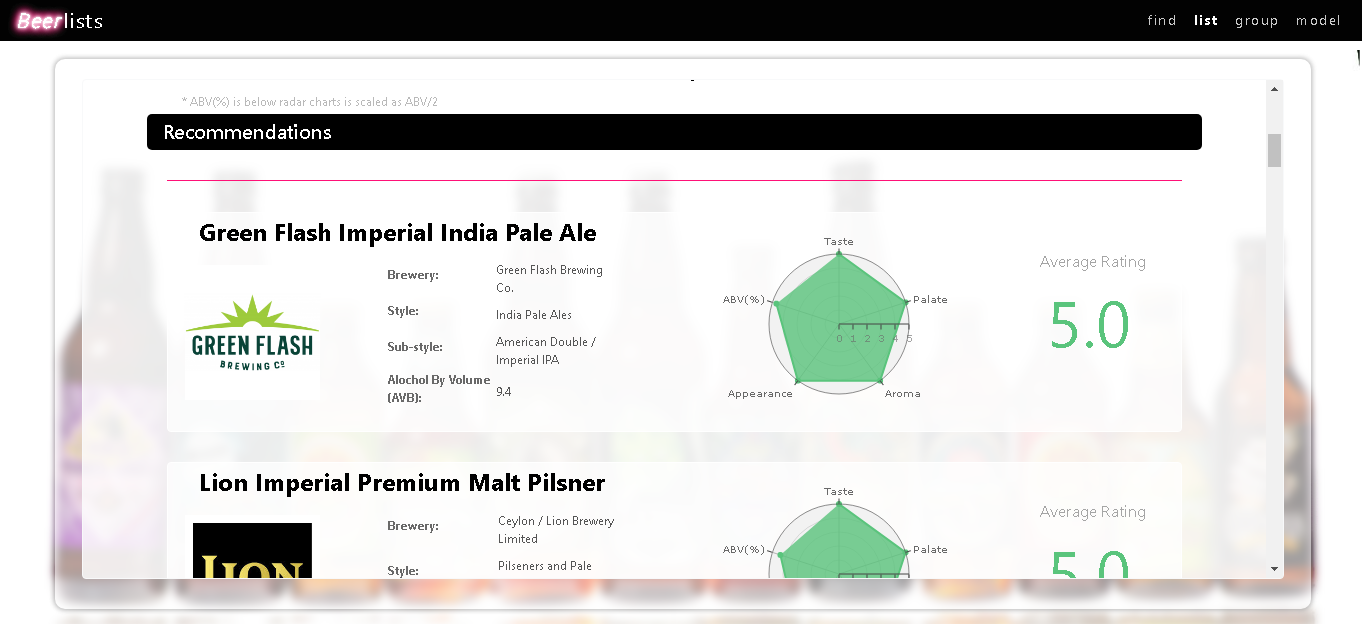 Beerlists
find list group model
* ABV(%) is below radar charts is scaled as ABV/2
Recommendations
Green Flash Imperial India Pale Ale
GREEN FLASH
BREWING Cº
Brewery:
Green Flash Brewing
Co.
Style:
India Pale Ales
Sub-style:
American Double /
Imperial IPA
Alochol By Volume
(AVB):
9.4
Taste
ABV(%)
Palate
0 1 2 3 4 5
Appearance
Aroma
Average Rating
5.0
Lion Imperial Premium Malt Pilsner
LION
Brewery:
Ceylon / Lion Brewery
Limited
Style:
Pilseners and Pale
Taste
ABV(%)
Palate
Average Rating
5.0